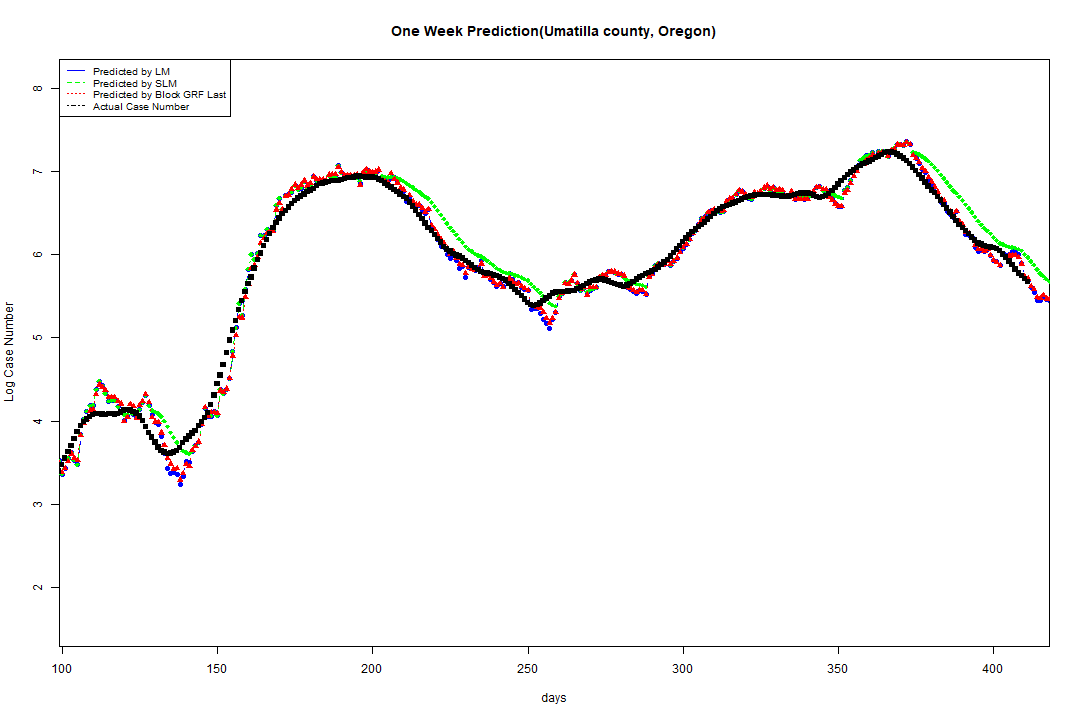 One Week Prediction(Umatilla county, Oregon)
Predicted by LM
Predicted by SLM
Predicted by Block GRF Last
Actual Case Number
8
7
6
5
4
3
2
Log Case Number
100 150 200 250 300 350 400
days